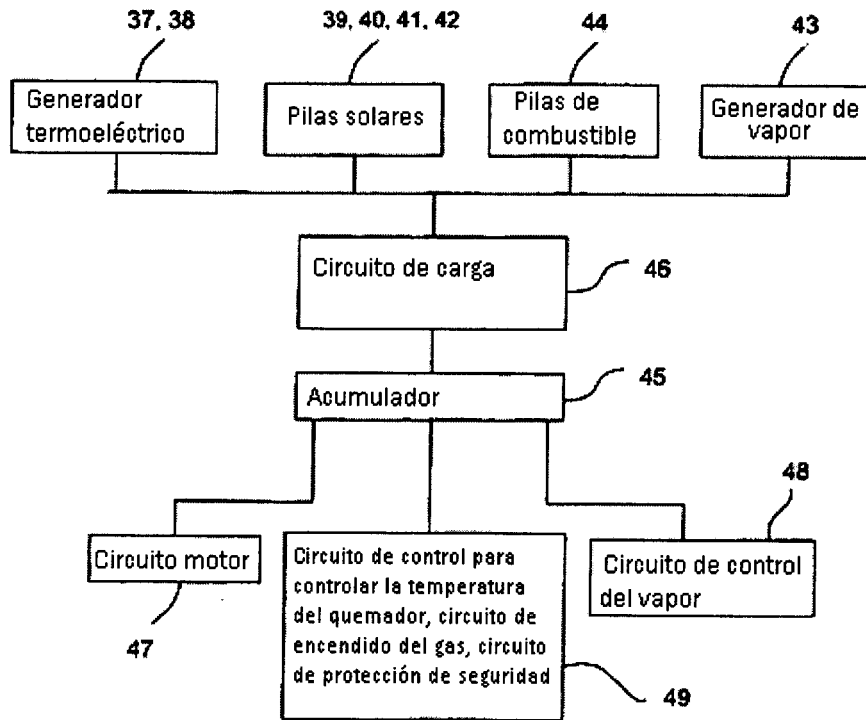 37, 38
39, 40, 41, 42
44
43
Generador
termoeléctrico
Pilas solares
Pilas de
combustible
Generador de
vapor
Circuito de carga
46
Acumulador
45
48
Circuito motor
47
Circuito de control para
controlar la temperatura
del quemador, circuito de
encendido del gas, circuito
de protección de seguridad
49
Circuito de control
del vapor